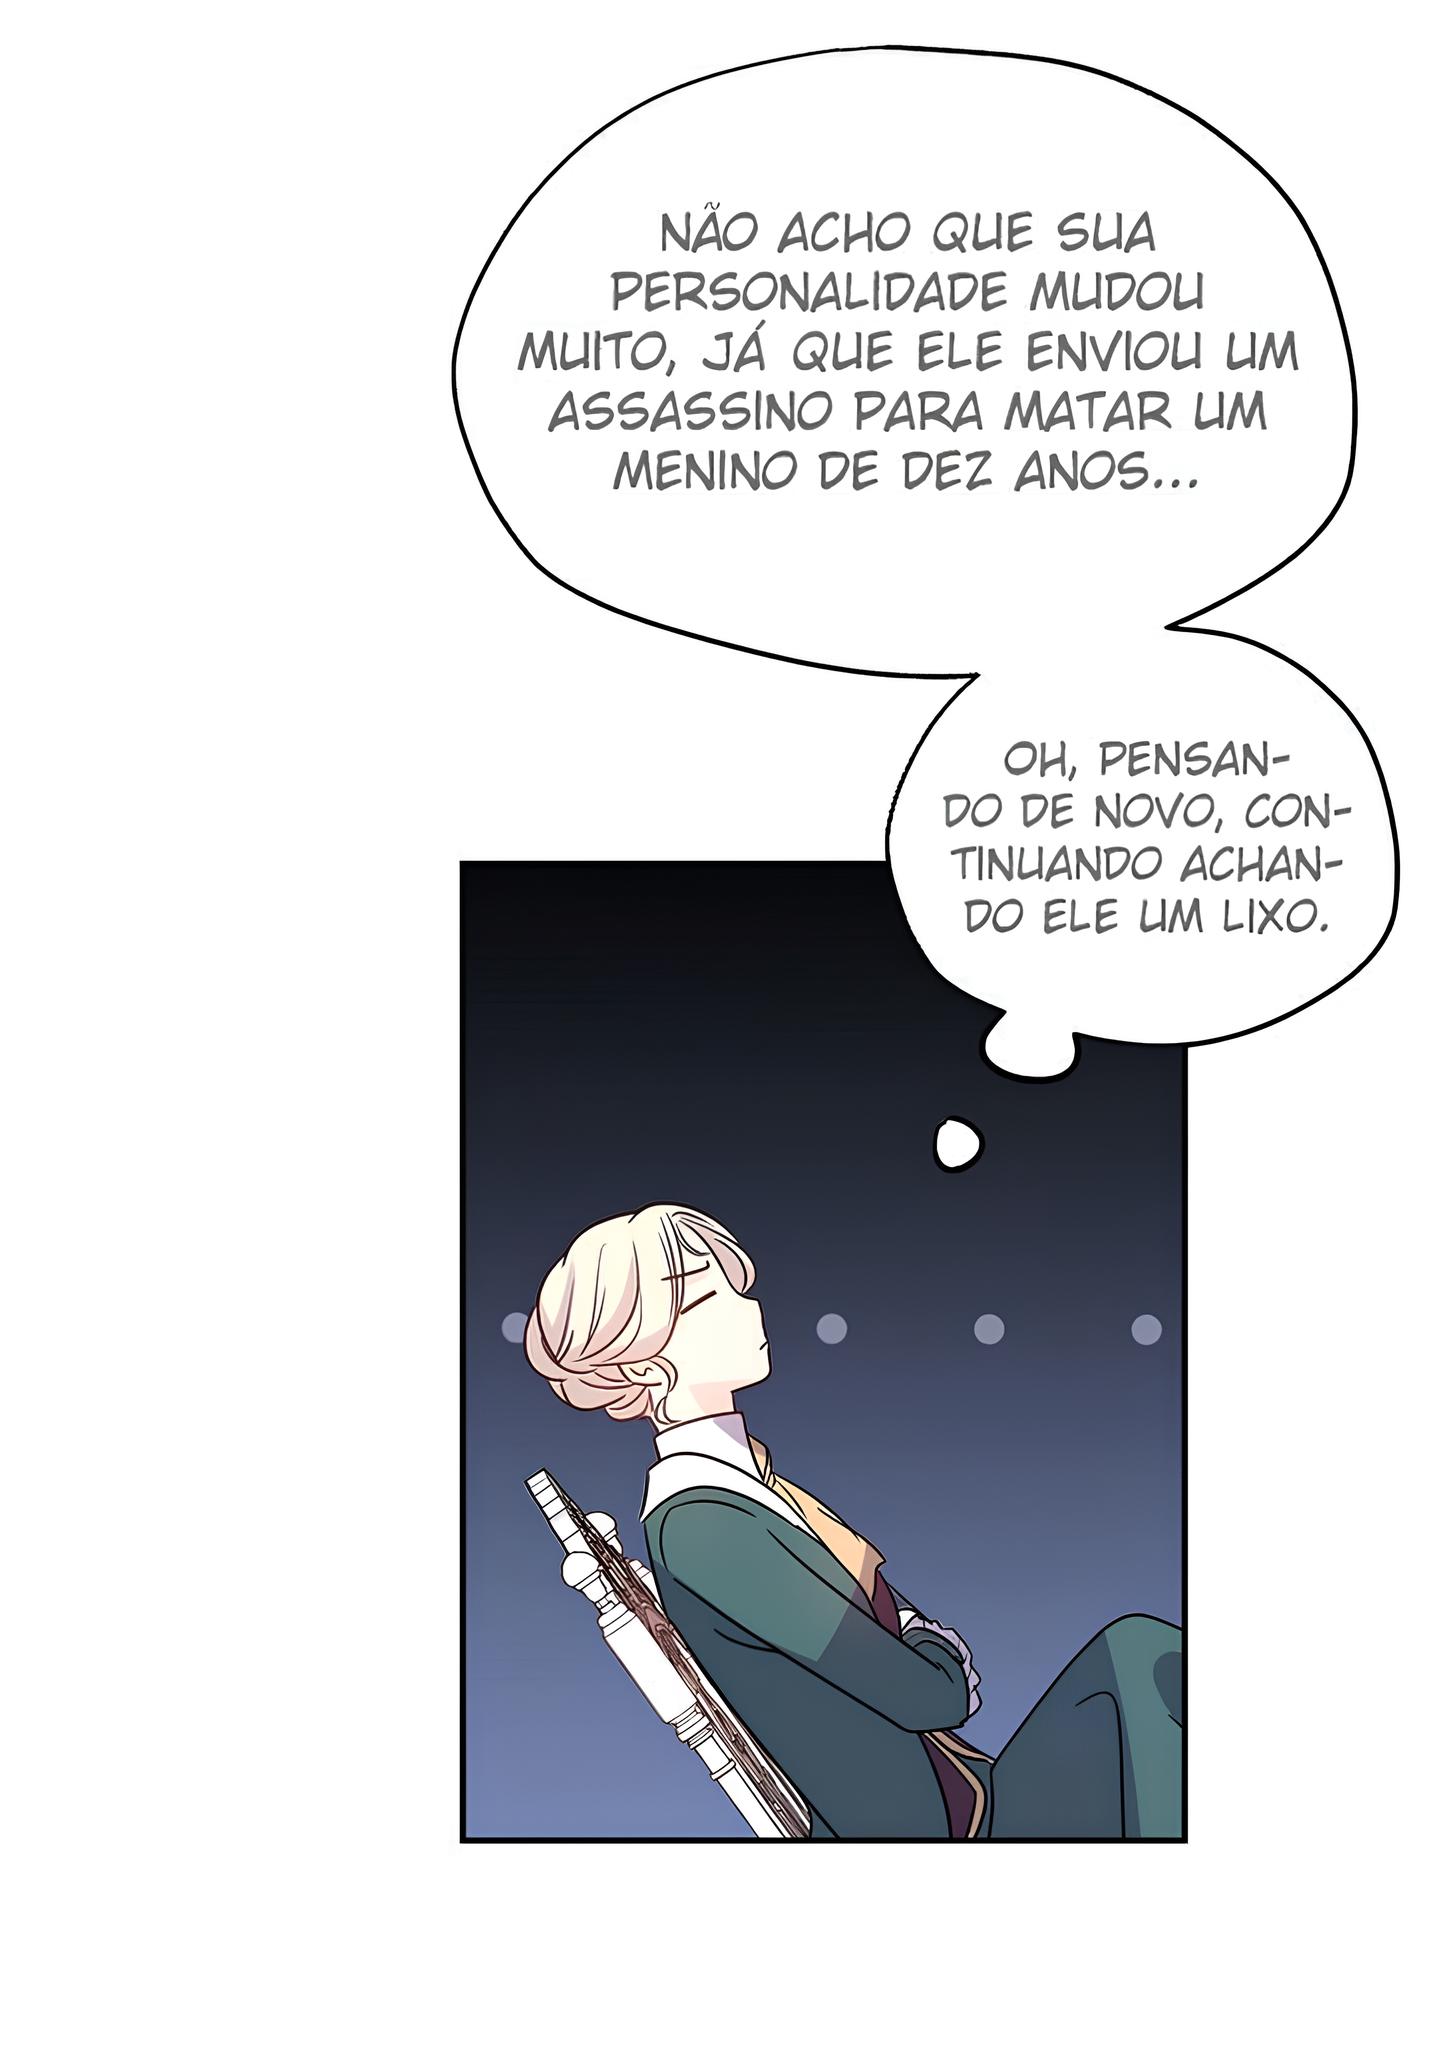 NÃO ACHO QUE SUA
PERSONALIDADE MUDOU
MUITO, JÁ QUE ELE ENVIOU UM
ASSASSINO PARA MATAR UM
MENINO DE DEZ ANOS...
OH, PENSAN-
DO DE NOVO, CON-
TINUANDO ACHAN-
DO ELE UM LIXO.